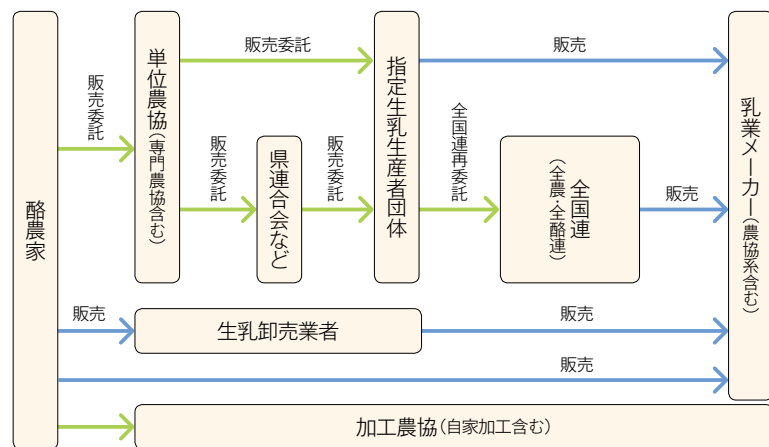 酪農家
販売委託
単位農協(専門農協含む)
販売委託
販売委託
県連合会など
販売委託
指定生乳生産者団体
販売
全国連再委託
全国連
(全農・全酪連)
販売
乳業メーカー(農協系含む)
販売
生乳卸売業者
販売
販売
加工農協(自家加工含む)